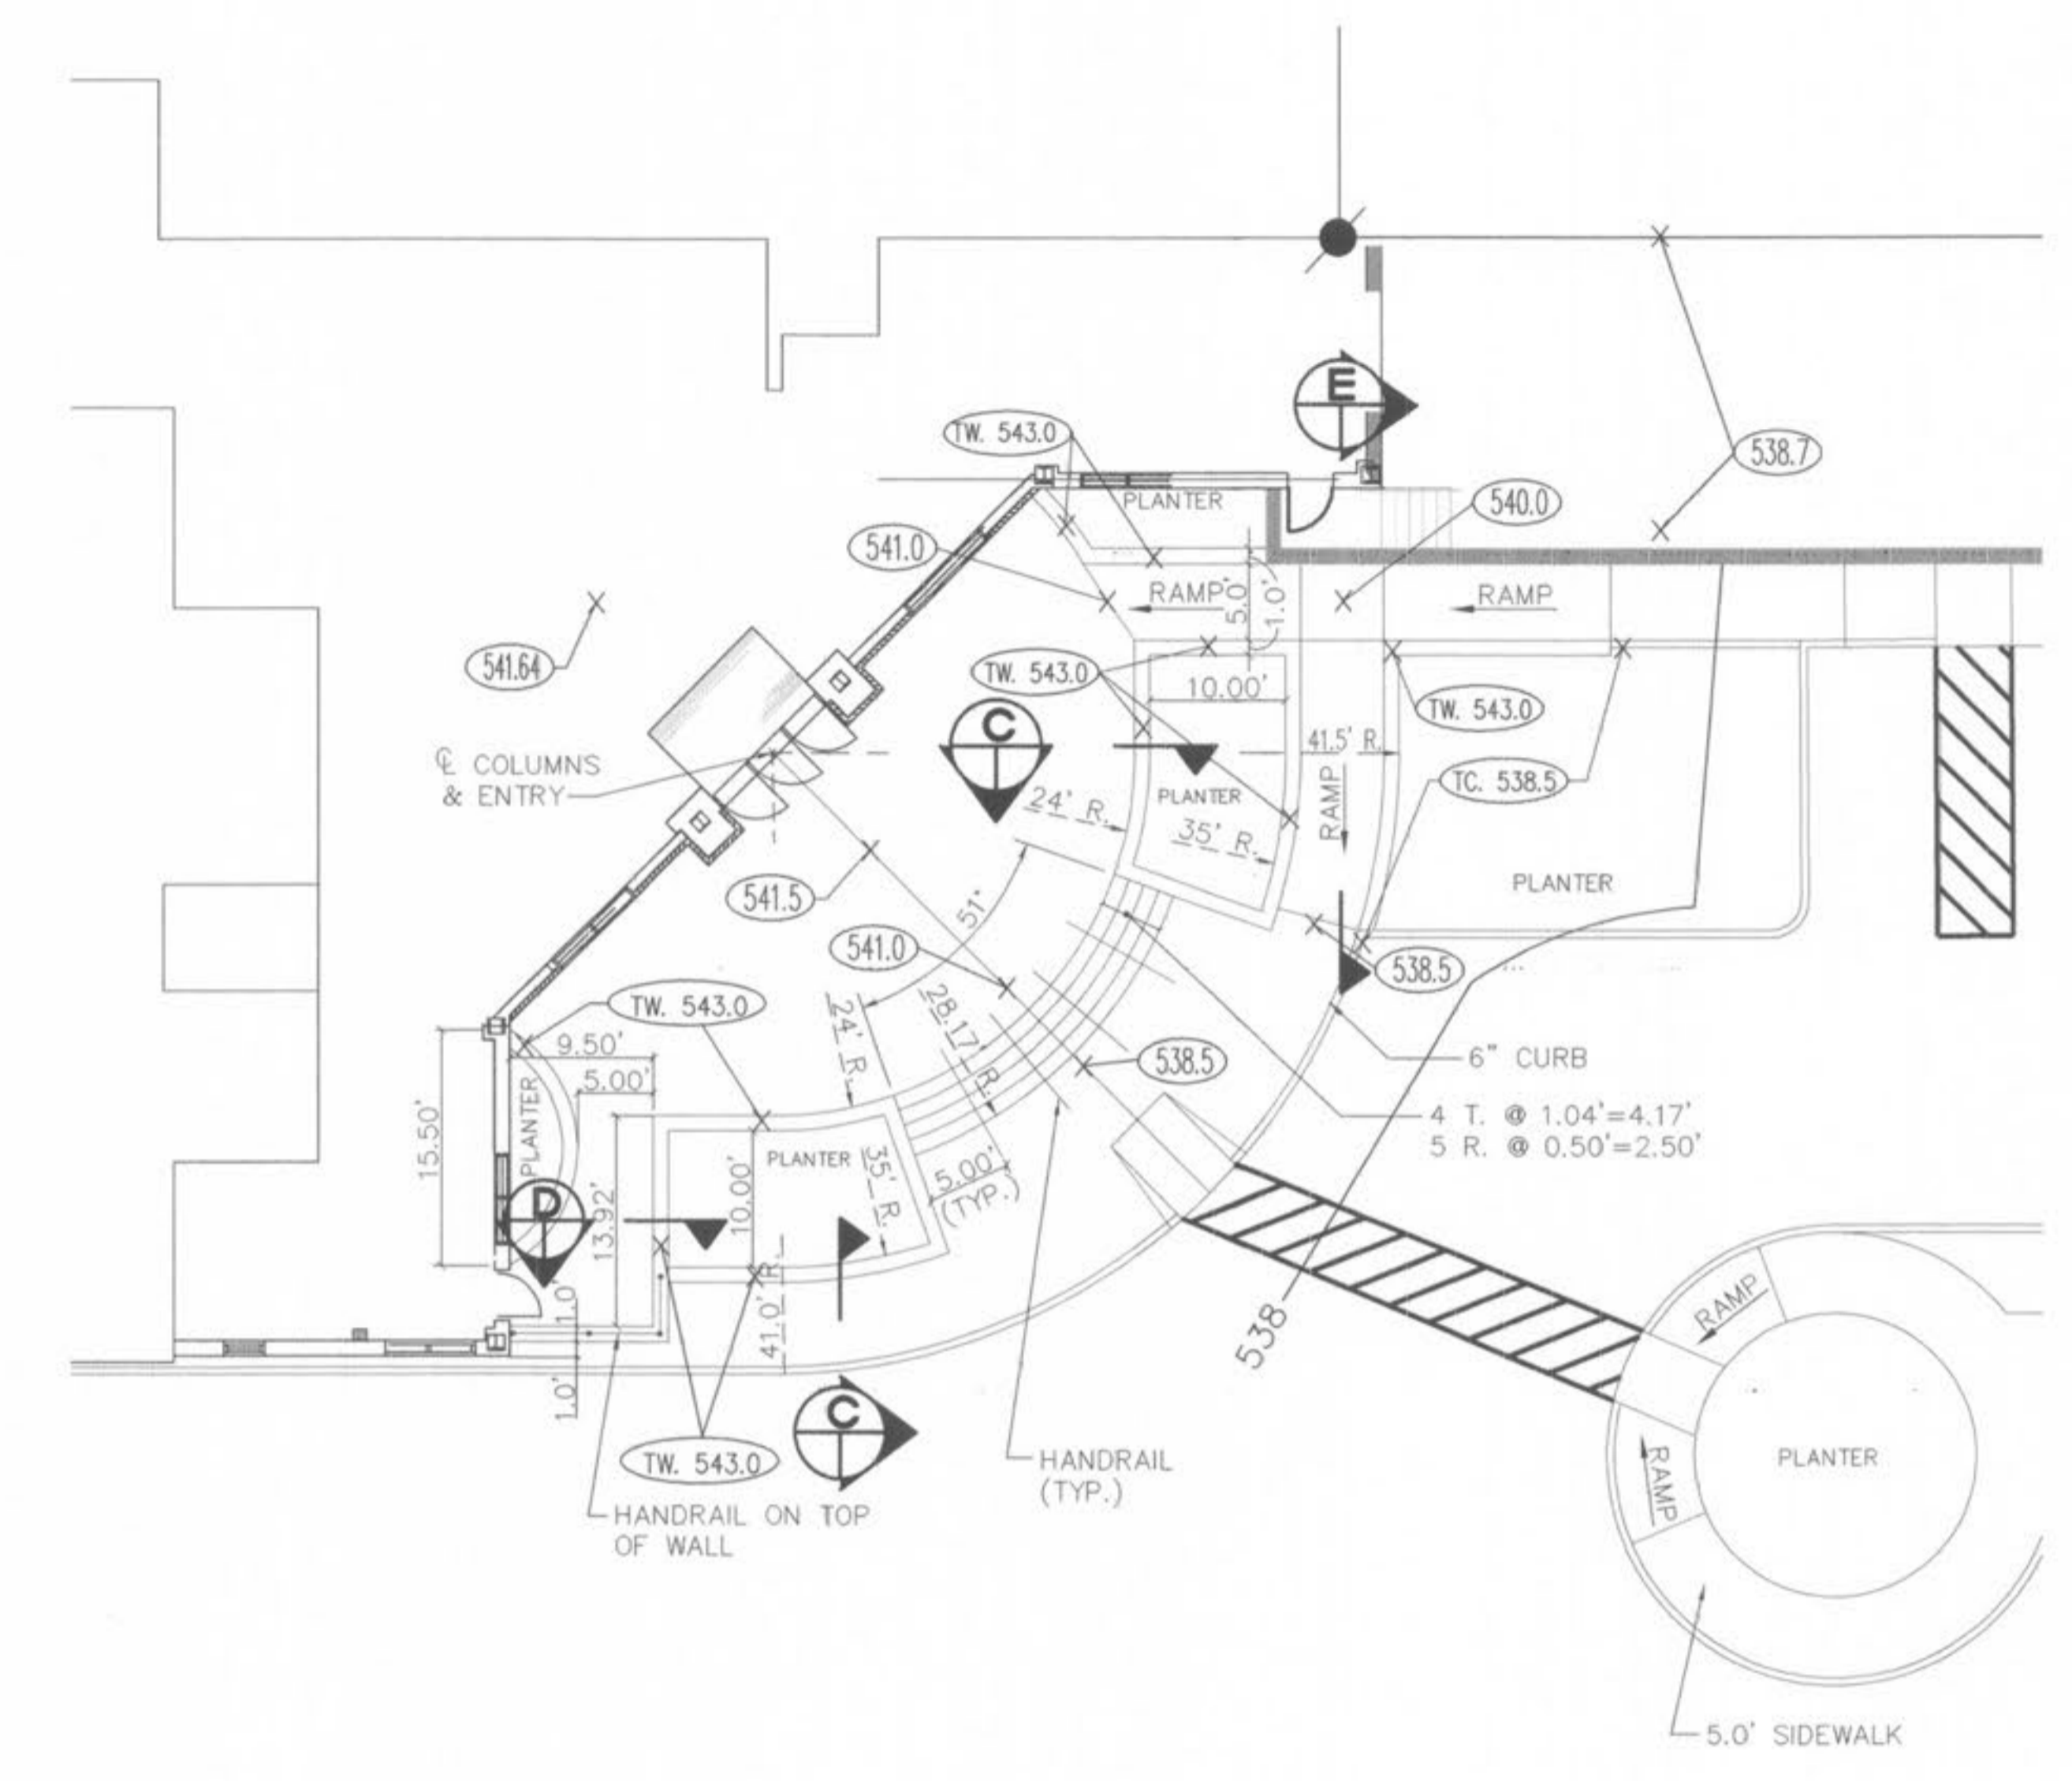 E
TW. 543.0
538.7
PLANTER
540.0
541.0
RAMP
5.0'
1.0'
RAMP
541.64
TW. 543.0
10.00'
TW. 543.0
C
℄ COLUMNS
& ENTRY
41.5' R.
TC. 538.5
24' R.
PLANTER
RAMP
35' R.
PLANTER
541.5
51°
541.0
538.5
TW. 543.0
24' R.
28.17' R.
9.50'
5.00'
538.5
6" CURB
15.50'
PLANTER
4 T. @ 1.04'=4.17'
5 R. @ 0.50'=2.50'
PLANTER
35' R.
5.00'
(TYP.)
D
13.92'
10.00'
41.0' R.
1.0'
1.0'
538
RAMP
C
TW. 543.0
HANDRAIL
(TYP.)
PLANTER
RAMP
HANDRAIL ON TOP
OF WALL
5.0' SIDEWALK